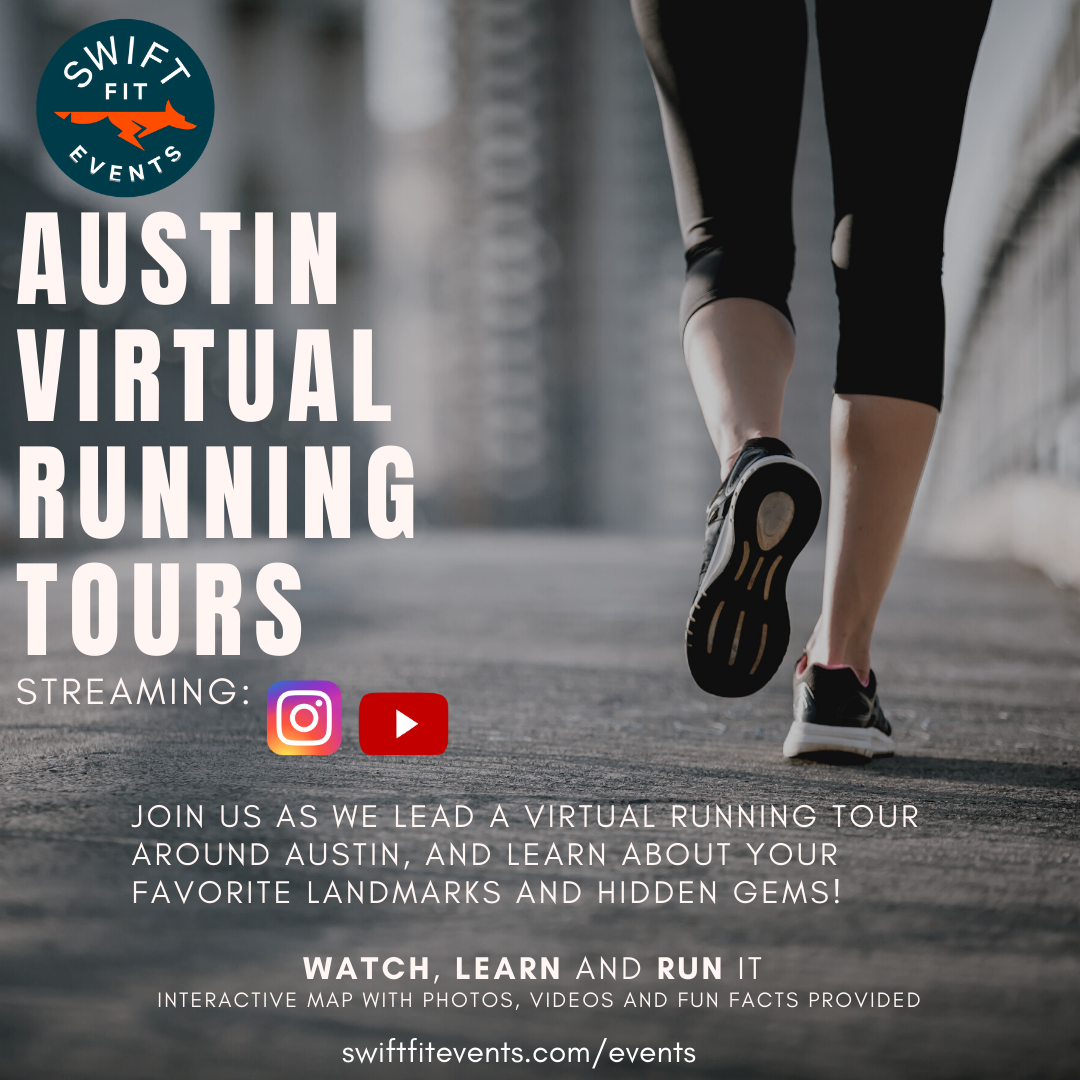 SWIFT
FIT
EVENTS
AUSTIN
VIRTUAL
RUNNING
TOURS
STREAMING:
JOIN US AS WE LEAD A VIRTUAL RUNNING TOUR
AROUND AUSTIN, AND LEARN ABOUT YOUR
FAVORITE LANDMARKS AND HIDDEN GEMS!
WATCH, LEARN AND RUN IT
INTERACTIVE MAP WITH PHOTOS, VIDEOS AND FUN FACTS PROVIDED
swiftfitevents.com/events